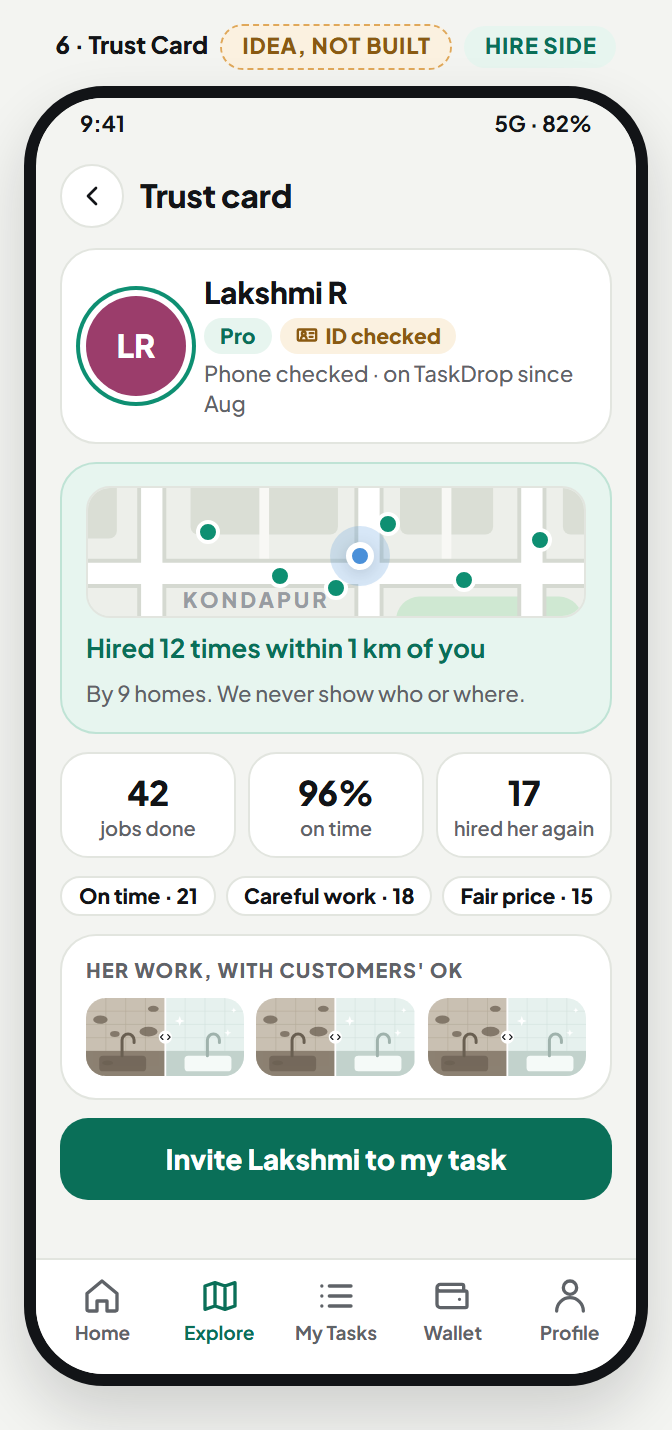 6 · Trust Card IDEA, NOT BUILT HIRE SIDE
9:41 5G · 82%
Trust card
Lakshmi R
LR
Pro ID checked
Phone checked · on TaskDrop since
Aug
KONDAPUR
Hired 12 times within 1 km of you
By 9 homes. We never show who or where.
42 96% 17
jobs done on time hired her again
On time · 21 Careful work · 18 Fair price · 15
HER WORK, WITH CUSTOMERS' OK
Invite Lakshmi to my task
Home Explore My Tasks Wallet Profile